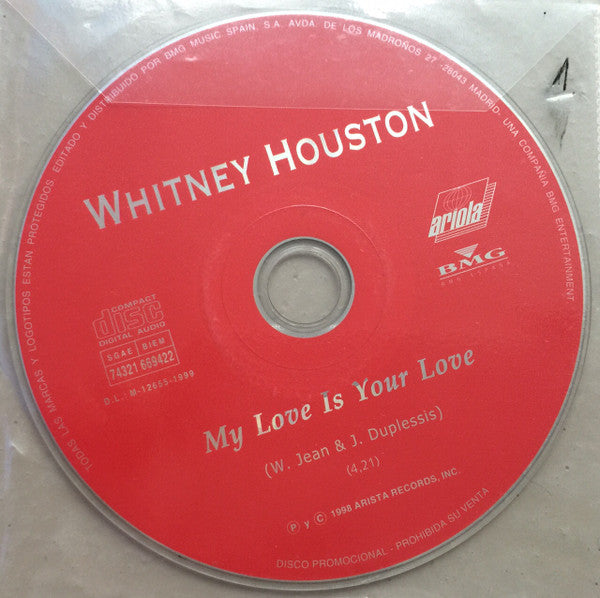 TODAS LAS MARCAS Y LOGOTIPOS ESTAN PROTEGIDOS. EDITADO Y DISTRIBUIDO POR BMG MUSIC SPAIN, S.A. AVDA. DE LOS MADROÑOS 27 -28043 MADRID- UNA COMPAÑIA BMG ENTERTAINMENT
1
WHITNEY HOUSTON
ariola
BMG
COMPACT
disc
DIGITAL AUDIO
SGAE BIEM
74321 669422
D.L.: M-12655-1999
My Love Is Your Love
(W. Jean & J. Duplessis)
(4,21)
P y C 1998 ARISTA RECORDS, INC.
DISCO PROMOCIONAL - PROHIBIDA SU VENTA